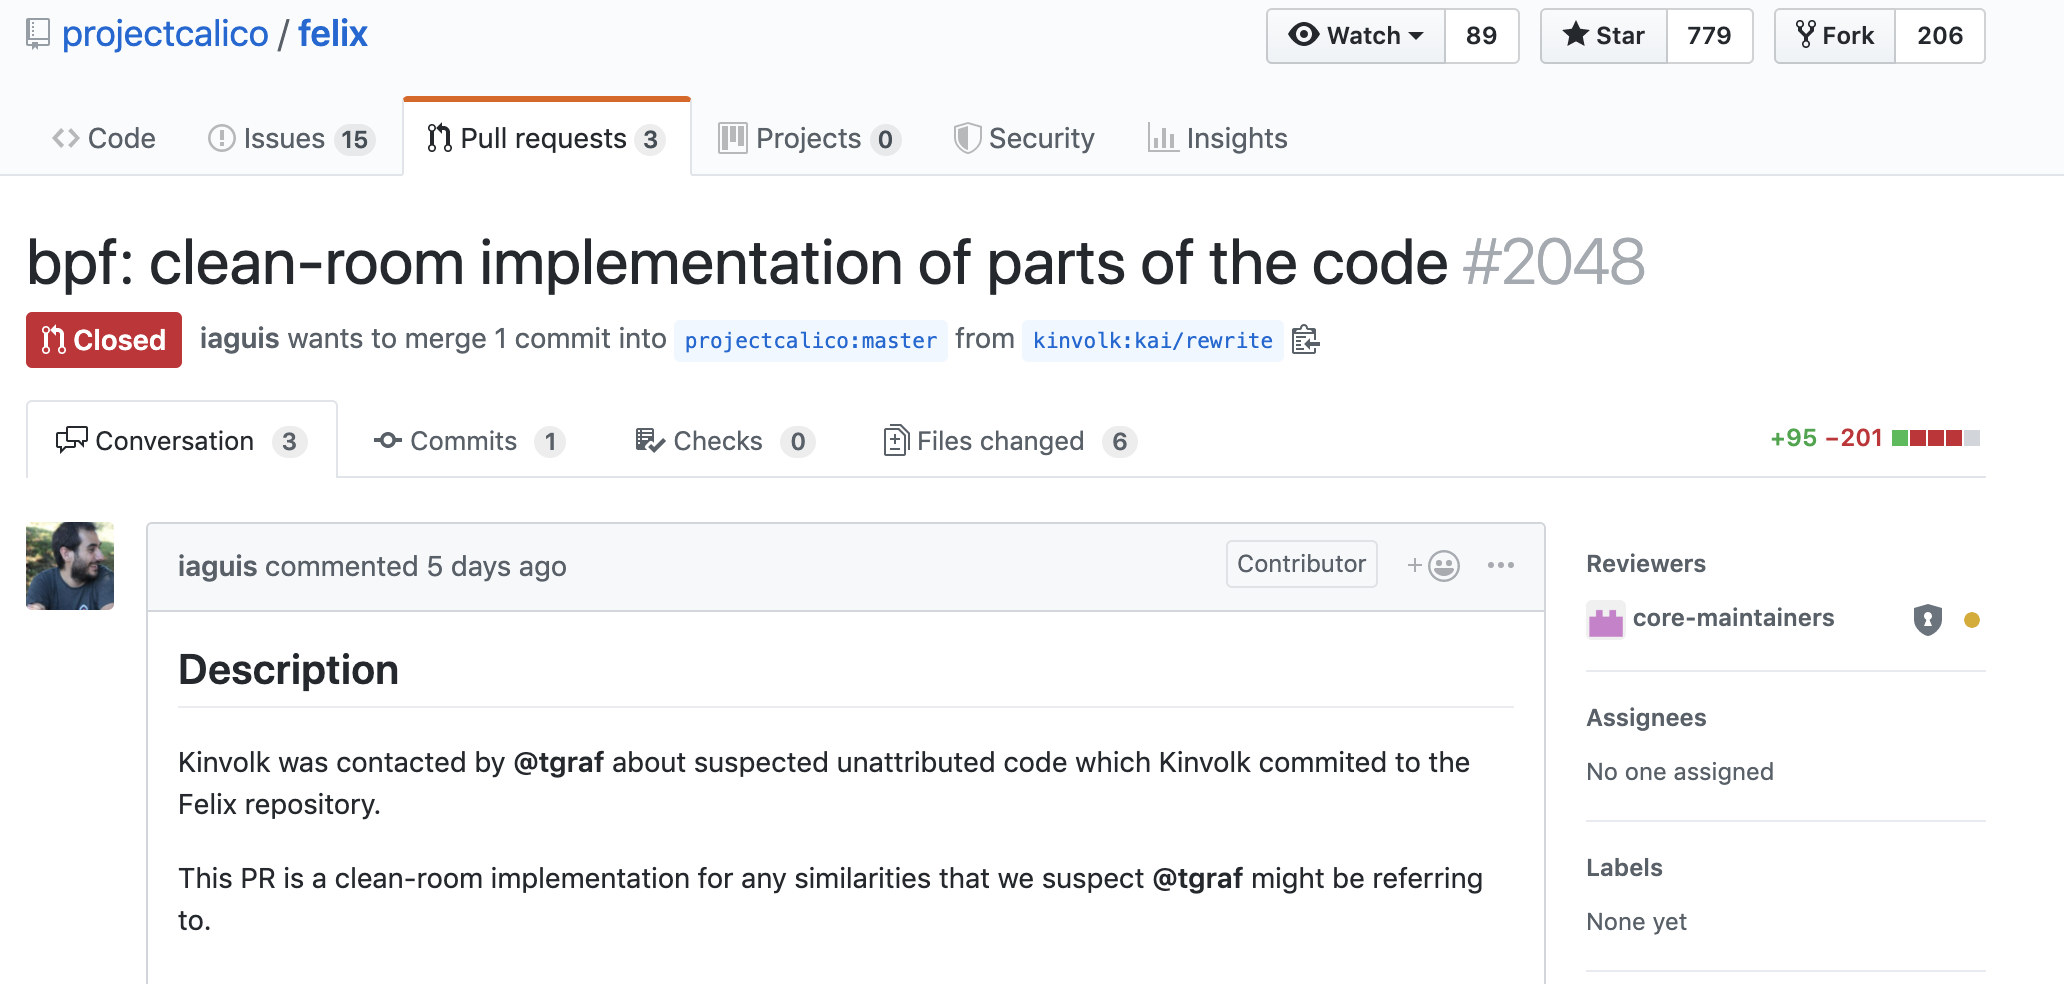 projectcalico / felix
Watch 89 Star 779 Fork 206
Code Issues 15 Pull requests 3 Projects 0 Security Insights
bpf: clean-room implementation of parts of the code #2048
Closed iaguis wants to merge 1 commit into projectcalico:master from kinvolk:kai/rewrite
Conversation 3 Commits 1 Checks 0 Files changed 6 +95 −201
iaguis commented 5 days ago Contributor
Description
Kinvolk was contacted by @tgraf about suspected unattributed code which Kinvolk commited to the
Felix repository.
This PR is a clean-room implementation for any similarities that we suspect @tgraf might be referring
to.
Reviewers
core-maintainers
Assignees
No one assigned
Labels
None yet